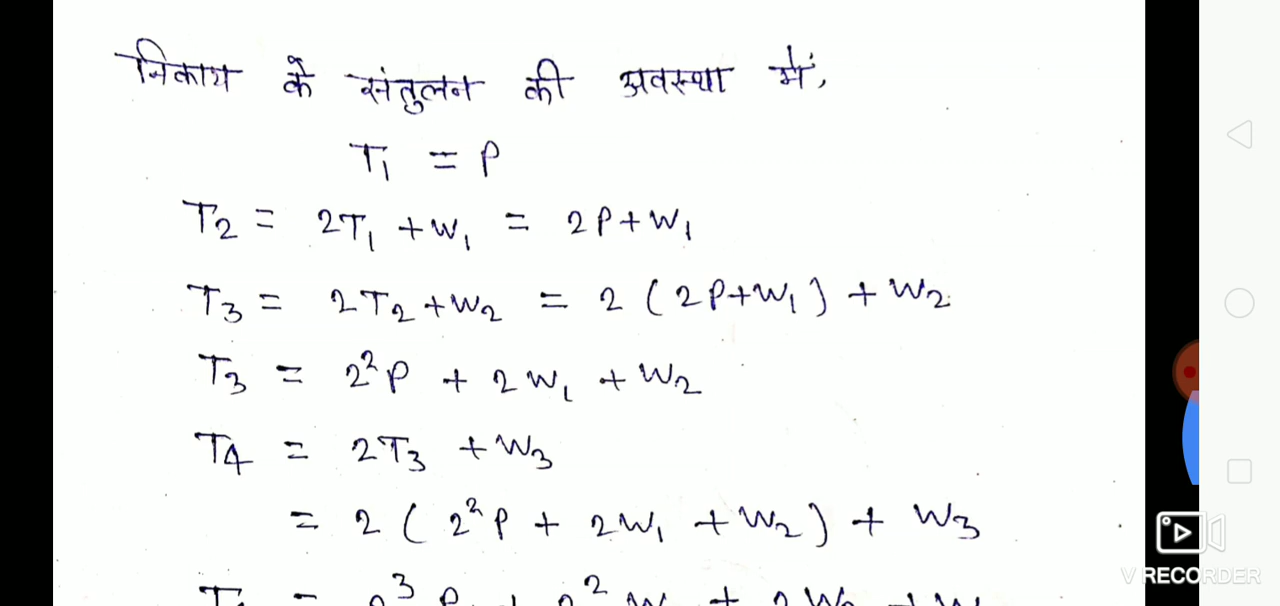 निकाय के संतुलन की अवस्था में,
T₁ = P
T₂ = 2T₁ + W₁ = 2P + W₁
T₃ = 2T₂ + W₂ = 2 ( 2P + W₁ ) + W₂
T₃ = 2²P + 2W₁ + W₂
T₄ = 2T₃ + W₃
= 2 ( 2²P + 2W₁ + W₂ ) + W₃
V RECORDER